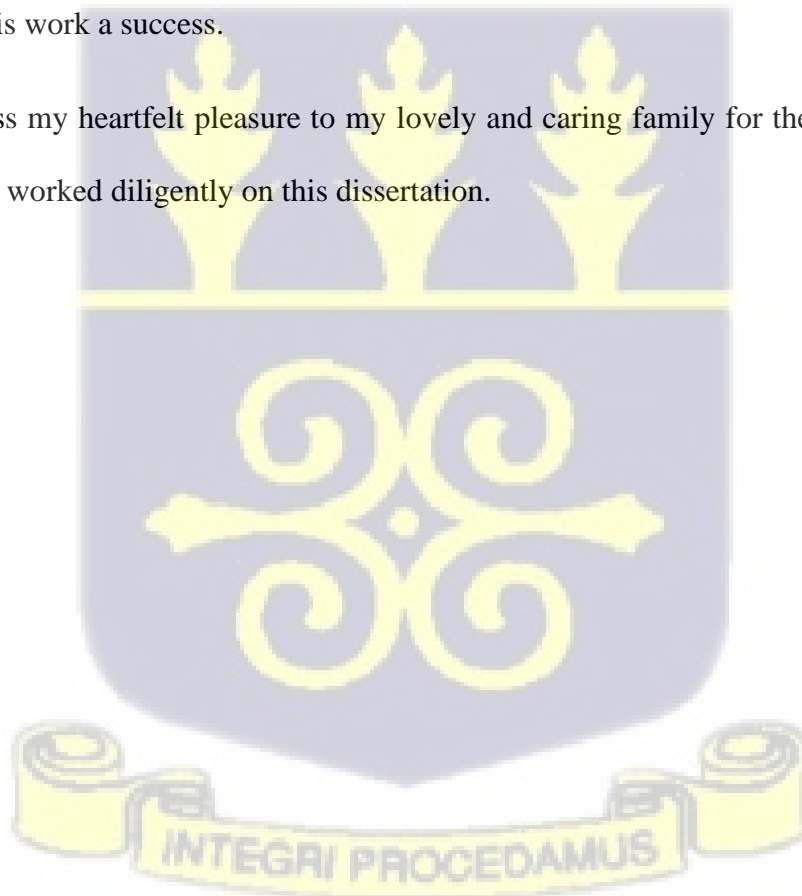 is work a success.
ss my heartfelt pleasure to my lovely and caring family for the
worked diligently on this dissertation.
INTEGRI PROCEDAMUS